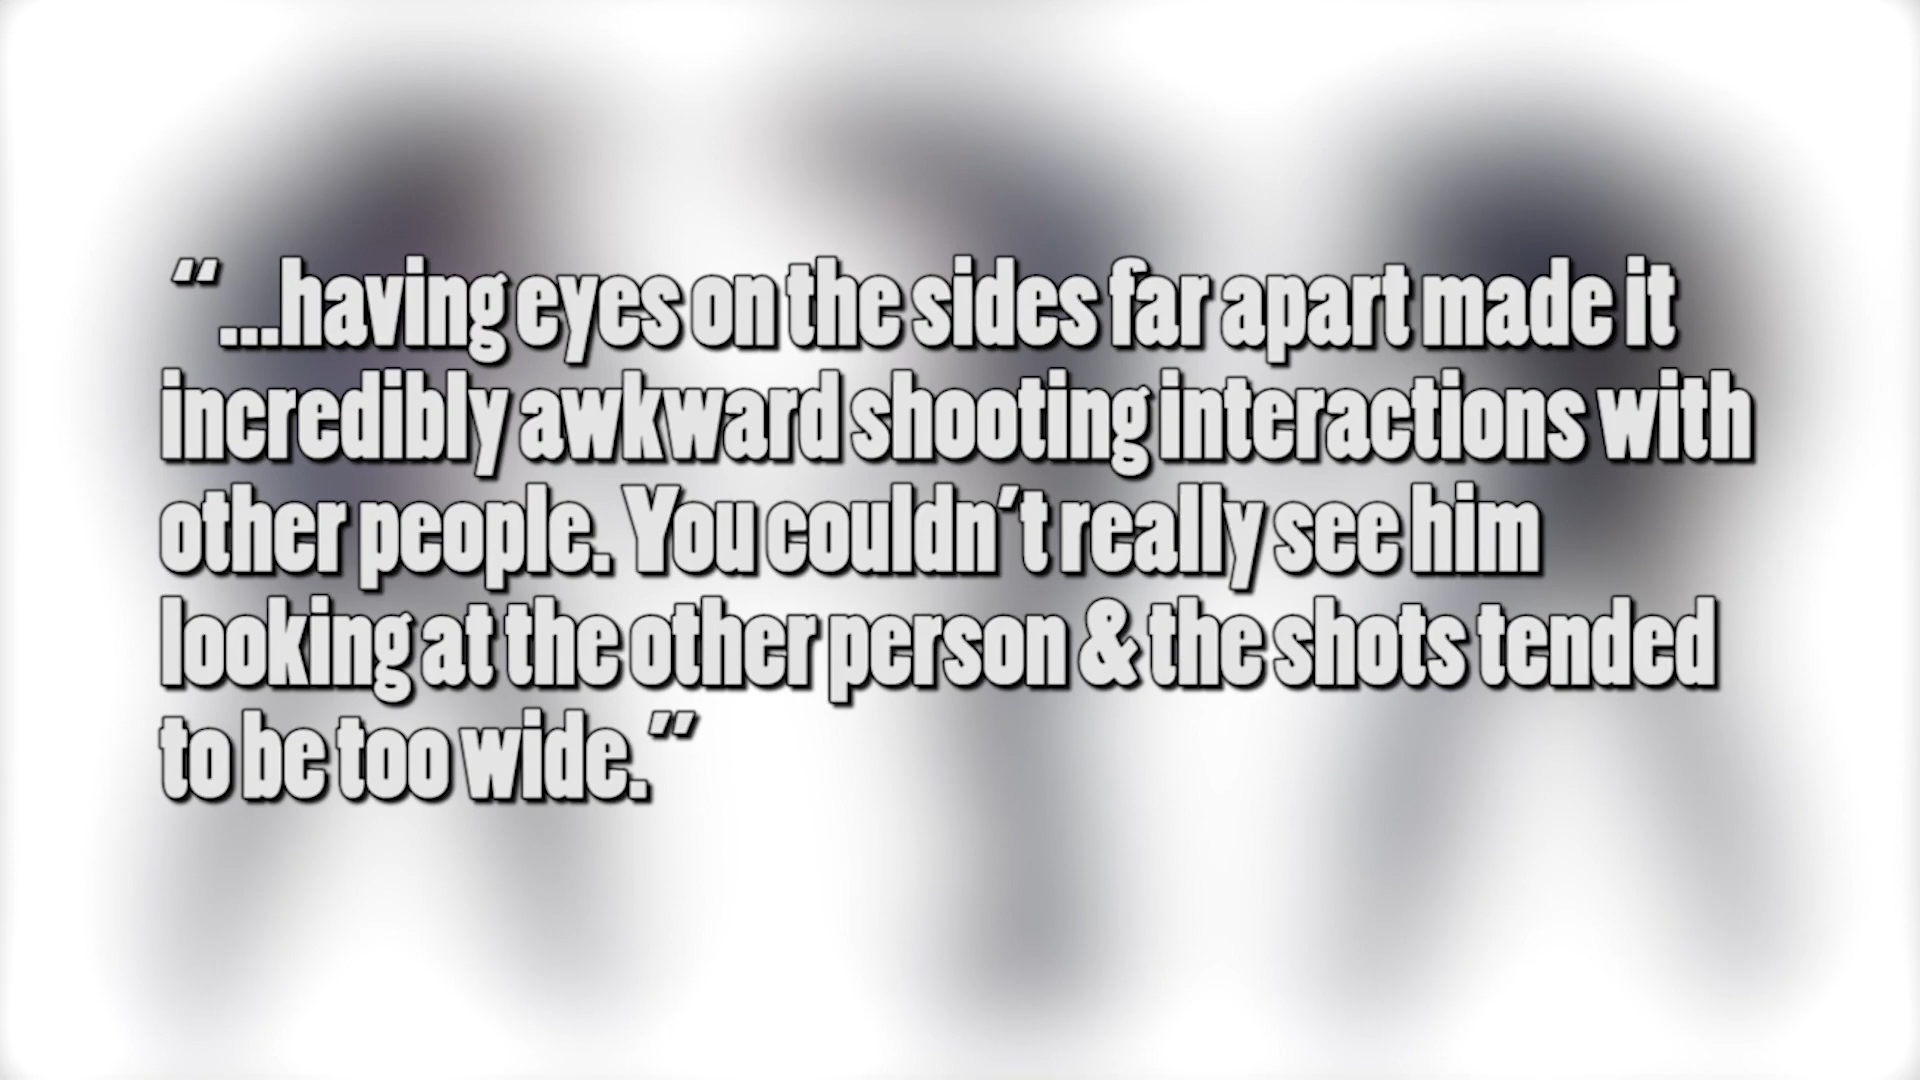 “...having eyes on the sides far apart made it
incredibly awkward shooting interactions with
other people. You couldn’t really see him
looking at the other person & the shots tended
to be too wide.”